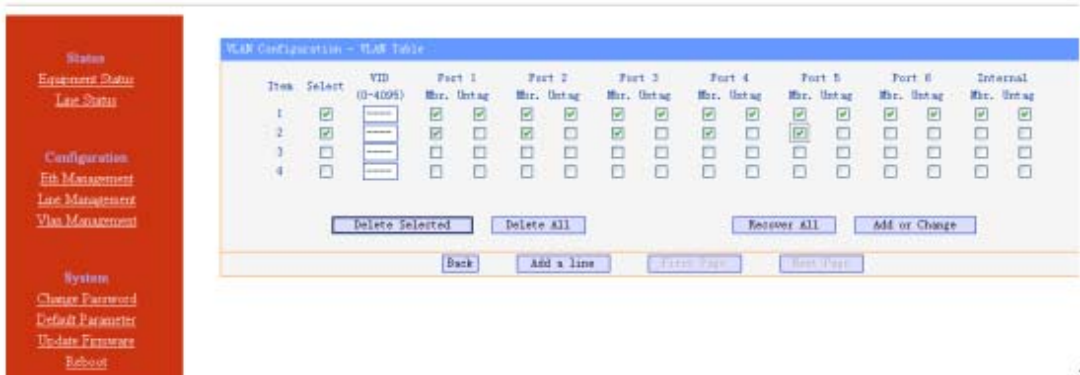 Status
Equipment Status
Line Status
Configuration
Eth Management
Line Management
Vlan Management
System
Change Password
Default Parameter
Update Firmware
Reboot
VLAN Configuration - VLAN Table
Item Select VID (0-4095) Port 1 Port 2 Port 3 Port 4 Port 5 Port 6 Internal
Mbr. Untag Mbr. Untag Mbr. Untag Mbr. Untag Mbr. Untag Mbr. Untag Mbr. Untag
1 ----
2 ----
3 ----
4 ----
Delete Selected Delete All Recover All Add or Change
Back Add a line First Page Next Page